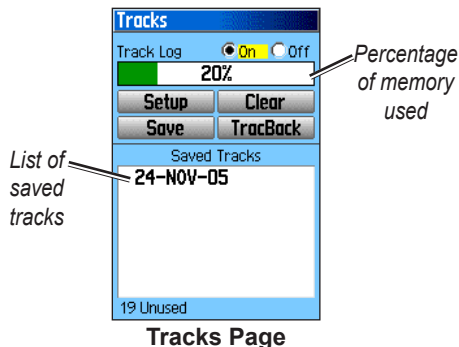 Tracks
Track Log On Off
20%
Setup Clear
Save TracBack
Saved Tracks
24-NOV-05
19 Unused
Percentage
of memory
used
List of
saved
tracks
Tracks Page